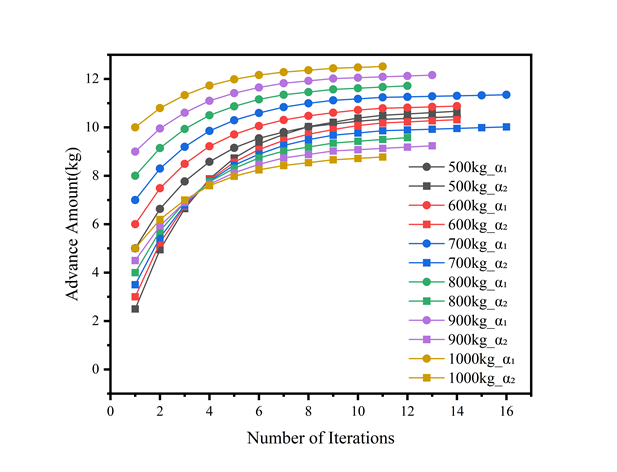 Advance Amount(kg)
12
10
8
6
4
2
0
0
2
4
6
8
10
12
14
16
Number of Iterations
500kg_α₁
500kg_α₂
600kg_α₁
600kg_α₂
700kg_α₁
700kg_α₂
800kg_α₁
800kg_α₂
900kg_α₁
900kg_α₂
1000kg_α₁
1000kg_α₂